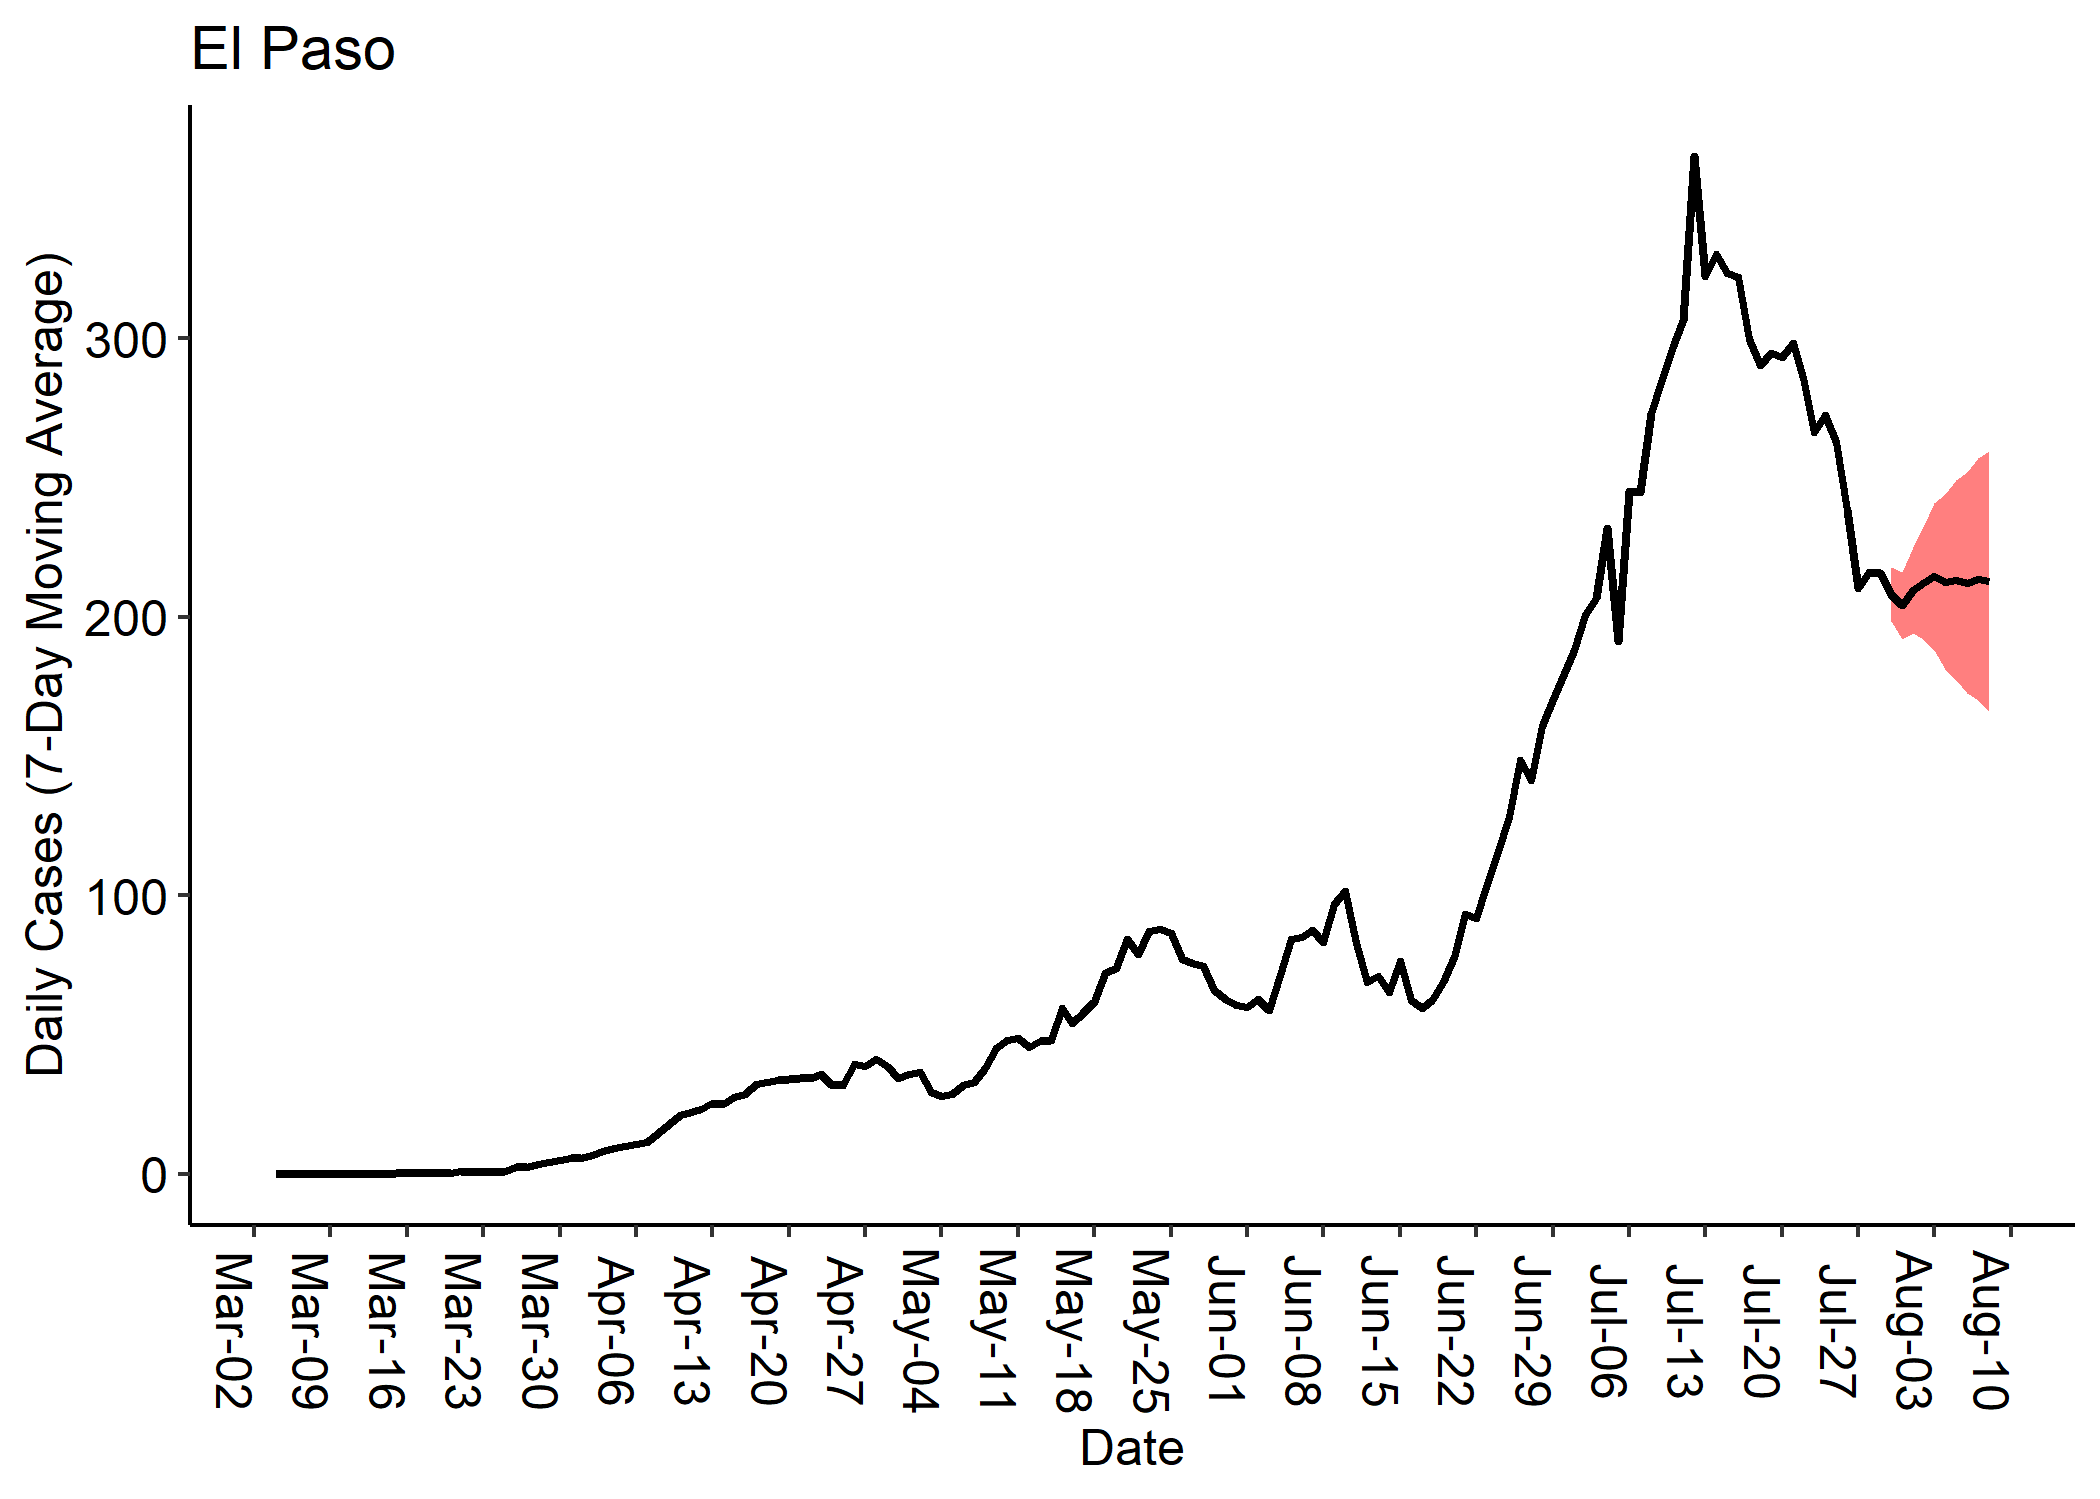 El Paso
Daily Cases (7-Day Moving Average)
300
200
100
0
Mar-02
Mar-09
Mar-16
Mar-23
Mar-30
Apr-06
Apr-13
Apr-20
Apr-27
May-04
May-11
May-18
May-25
Jun-01
Jun-08
Jun-15
Jun-22
Jun-29
Jul-06
Jul-13
Jul-20
Jul-27
Aug-03
Aug-10
Date